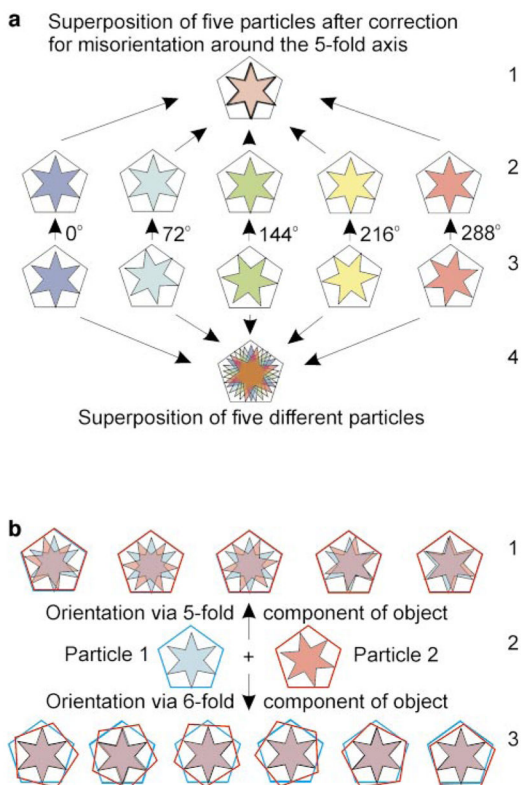 a
Superposition of five particles after correction
for misorientation around the 5-fold axis
1
2
0° 72° 144° 216° 288°
3
4
Superposition of five different particles
b
1
Orientation via 5-fold component of object
Particle 1 + Particle 2
2
Orientation via 6-fold component of object
3